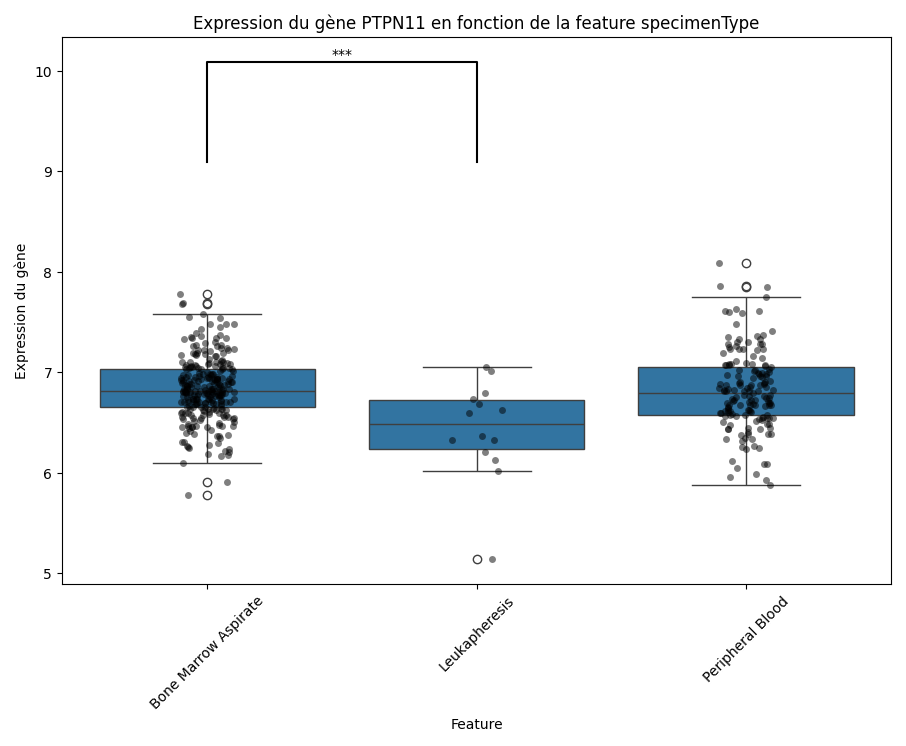 Expression du gène PTPN11 en fonction de la feature specimenType
***
10
9
8
7
6
5
Expression du gène
Bone Marrow Aspirate
Leukapheresis
Peripheral Blood
Feature